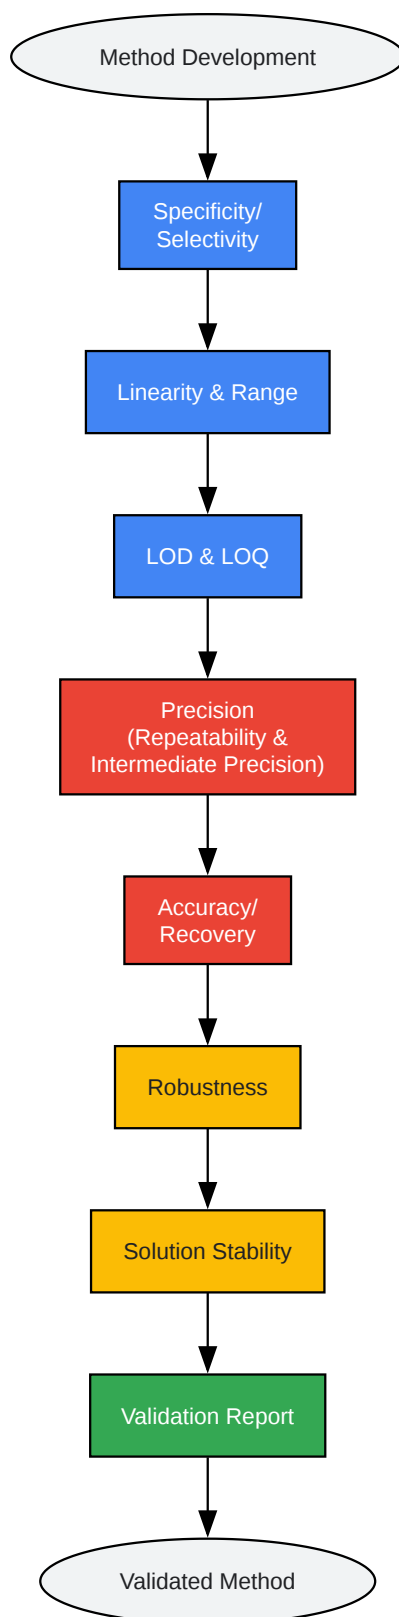 Method Development
Specificity/
Selectivity
Linearity & Range
LOD & LOQ
Precision
(Repeatability &
Intermediate Precision)
Accuracy/
Recovery
Robustness
Solution Stability
Validation Report
Validated Method